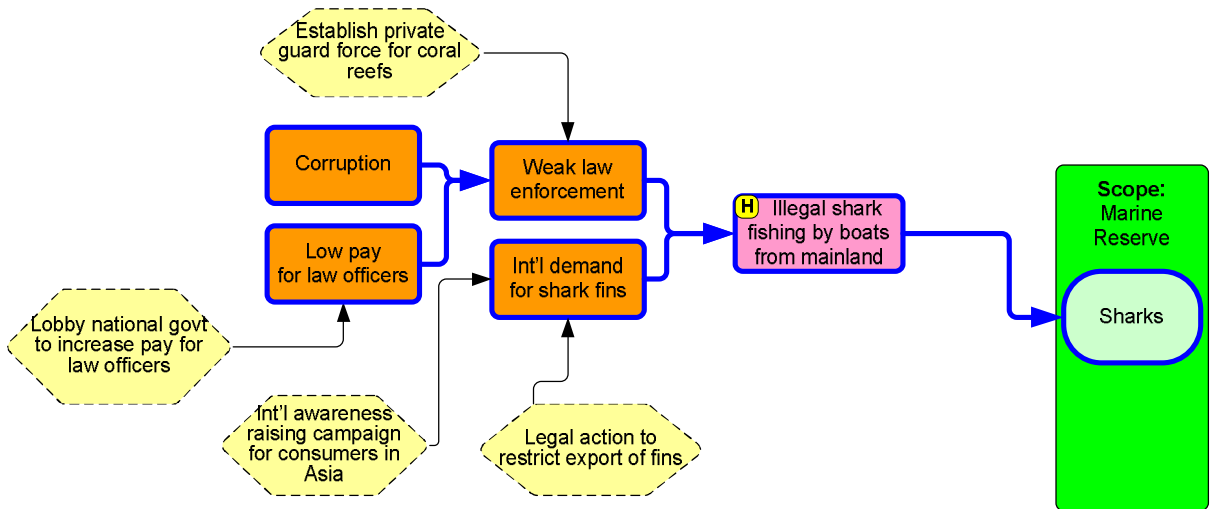 Establish private
guard force for coral
reefs
Corruption
Weak law
enforcement
Low pay
for law officers
Int'l demand
for shark fins
H
Illegal shark
fishing by boats
from mainland
Scope:
Marine
Reserve
Sharks
Lobby national govt
to increase pay for
law officers
Int'l awareness
raising campaign
for consumers in
Asia
Legal action to
restrict export of fins